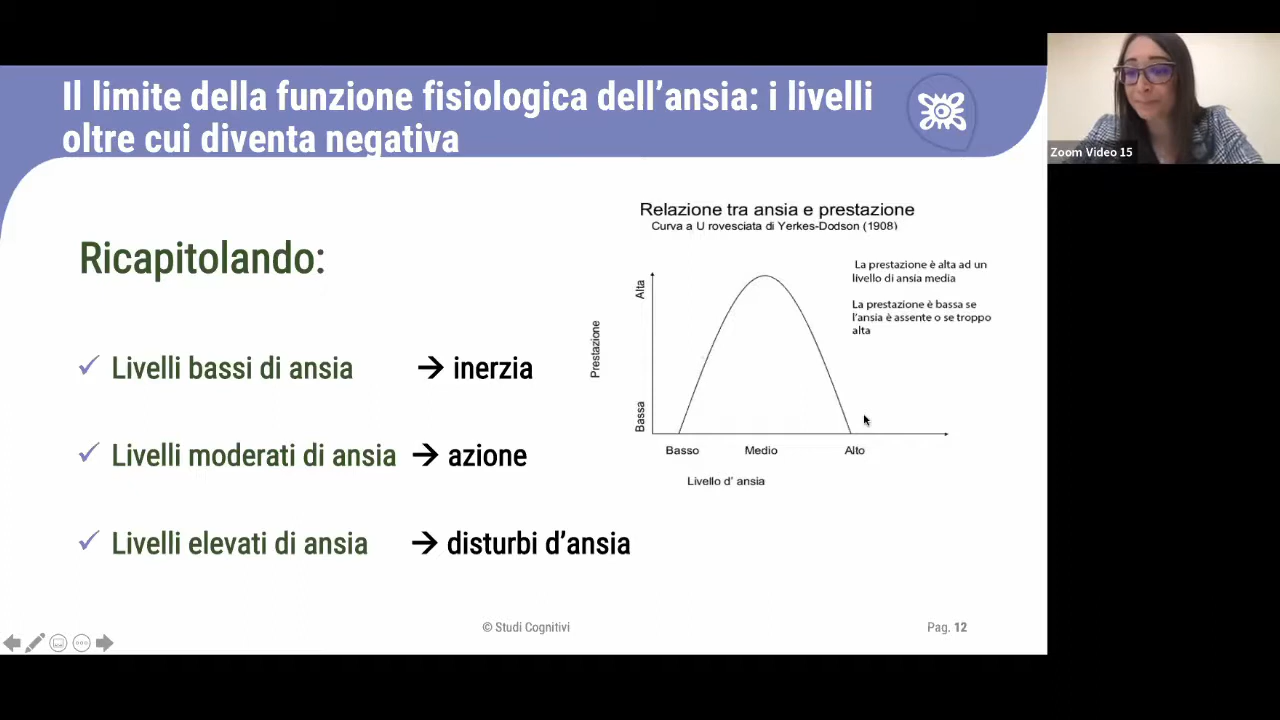 Il limite della funzione fisiologica dell'ansia: i livelli
oltre cui diventa negativa
Zoom Video 15
Ricapitolando:
✓ Livelli bassi di ansia → inerzia
✓ Livelli moderati di ansia → azione
✓ Livelli elevati di ansia → disturbi d'ansia
Relazione tra ansia e prestazione
Curva a U rovesciata di Yerkes-Dodson (1908)
La prestazione è alta ad un
livello di ansia media
La prestazione è bassa se
l'ansia è assente o se troppo
alta
Alta
Prestazione
Bassa
Basso Medio Alto
Livello d' ansia
© Studi Cognitivi
Pag. 12